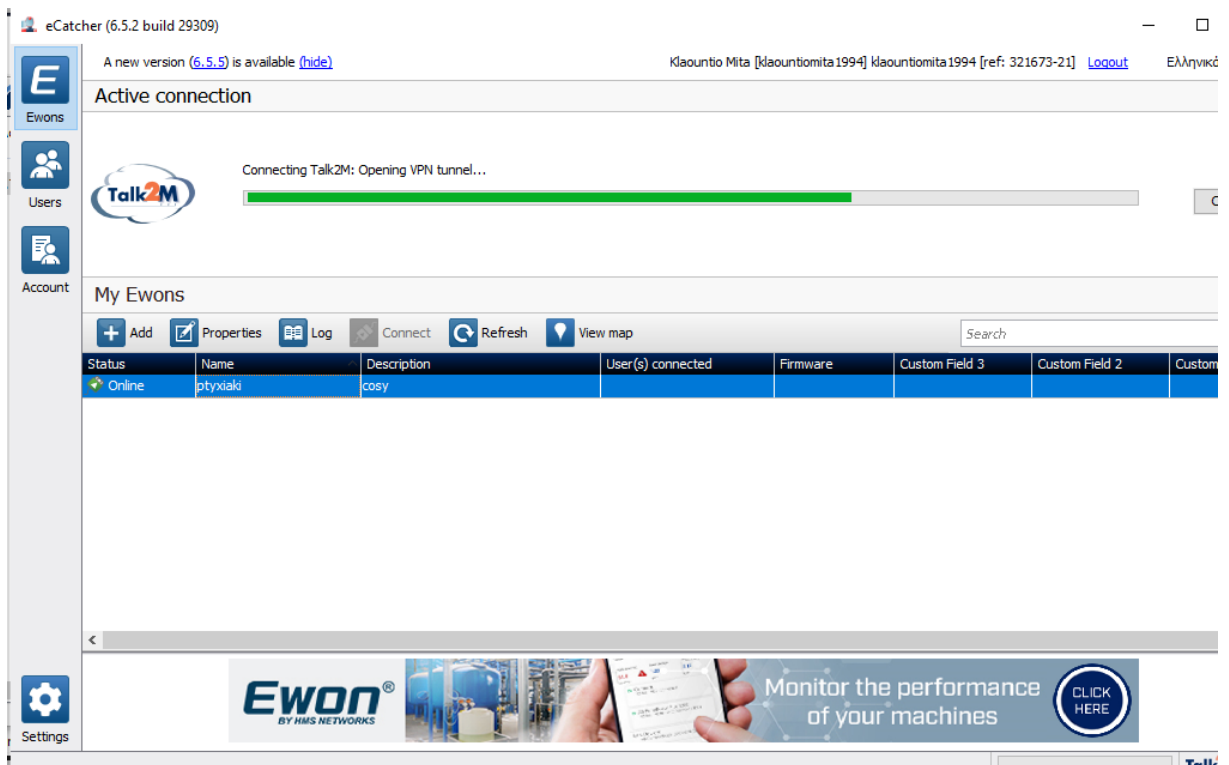 eCatcher (6.5.2 build 29309)
A new version (6.5.5) is available (hide)
Klaountio Mita [klaountiomita1994] klaountiomita1994 [ref: 321673-21] Logout
Ελληνικά
Ewons
Active connection
Talk2M
Connecting Talk2M: Opening VPN tunnel...
Users
Account
My Ewons
Add Properties Log Connect Refresh View map Search
Status Name Description User(s) connected Firmware Custom Field 3 Custom Field 2 Custom
Online ptyxiaki cosy
Ewon®
BY HMS NETWORKS
Monitor the performance
of your machines
CLICK
HERE
Settings